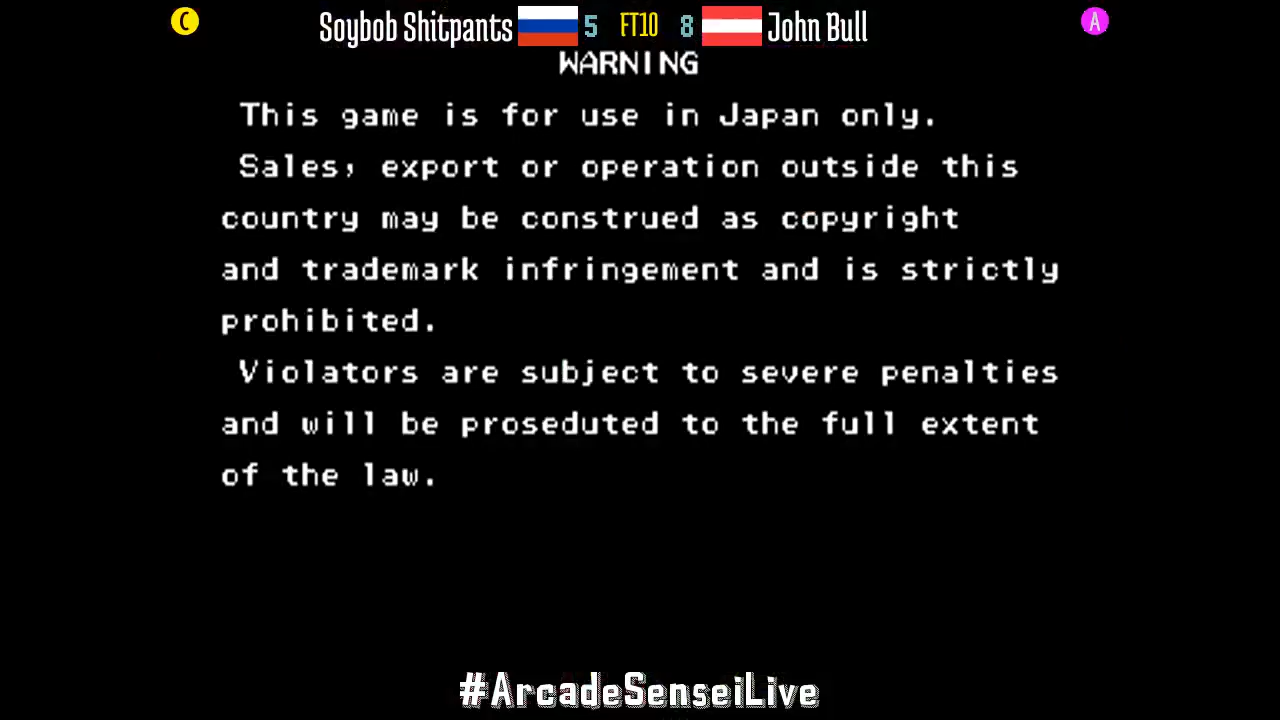 C Soybob Shitpants 5 FT10 8 John Bull A
WARNING
This game is for use in Japan only.
Sales, export or operation outside this
country may be construed as copyright
and trademark infringement and is strictly
prohibited.
Violators are subject to severe penalties
and will be proseduted to the full extent
of the law.
#ArcadeSenseiLive